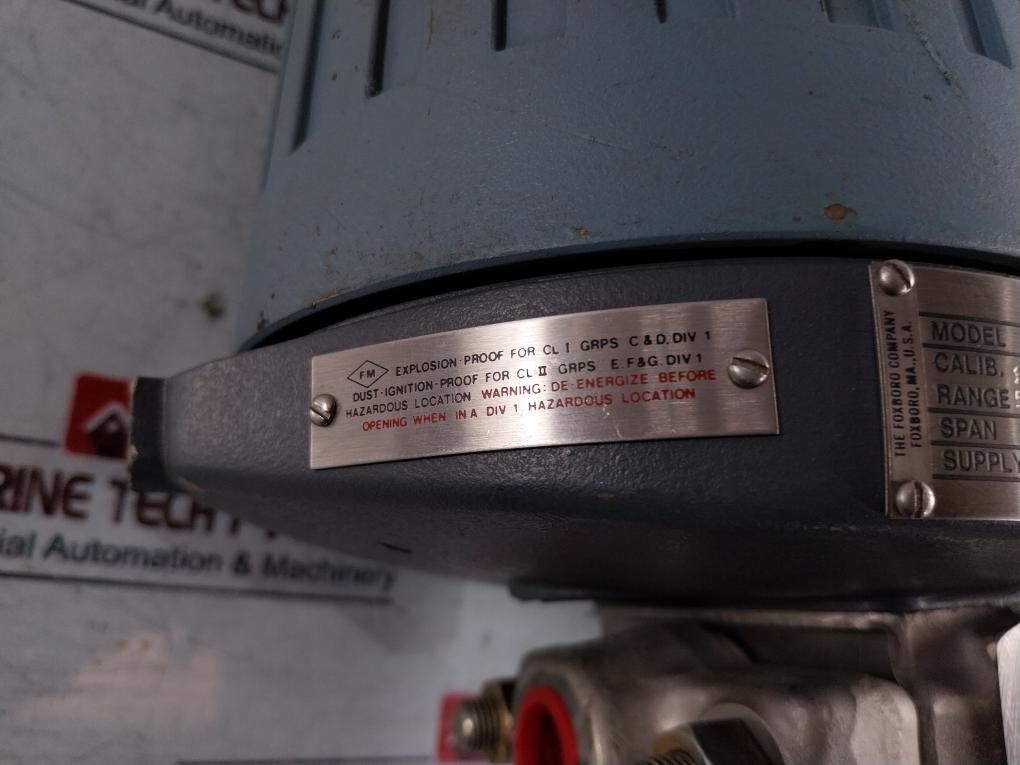 TECH
al Automati
FM EXPLOSION-PROOF FOR CL I GRPS C & D, DIV 1
DUST-IGNITION-PROOF FOR CL II GRPS E, F & G, DIV 1
HAZARDOUS LOCATION WARNING: DE-ENERGIZE BEFORE
OPENING WHEN IN A DIV 1 HAZARDOUS LOCATION
THE FOXBORO COMPANY
FOXBORO, MA., U.S.A.
MODEL
CALIB.
RANGE
SPAN
SUPPLY
RINE TECH
ial Automation & Machinery